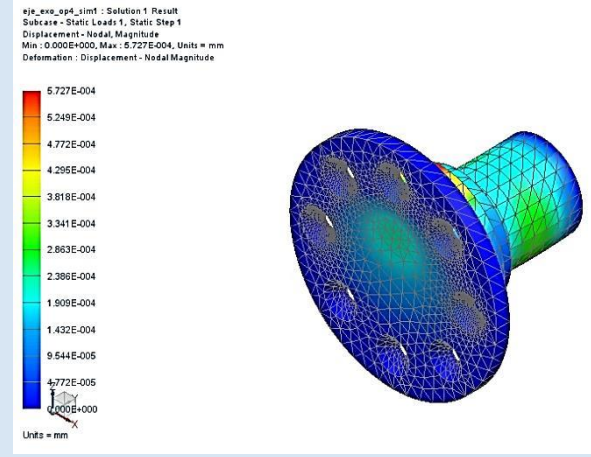 eje_exo_op4_sim1 : Solution 1 Result
Subcase - Static Loads 1, Static Step 1
Displacement - Nodal, Magnitude
Min : 0.000E+000, Max : 5.727E-004, Units = mm
Deformation : Displacement - Nodal Magnitude
5.727E-004
5.249E-004
4.772E-004
4.295E-004
3.818E-004
3.341E-004
2.863E-004
2.386E-004
1.909E-004
1.432E-004
9.544E-005
4.772E-005
0.000E+000
Y
X
Units = mm